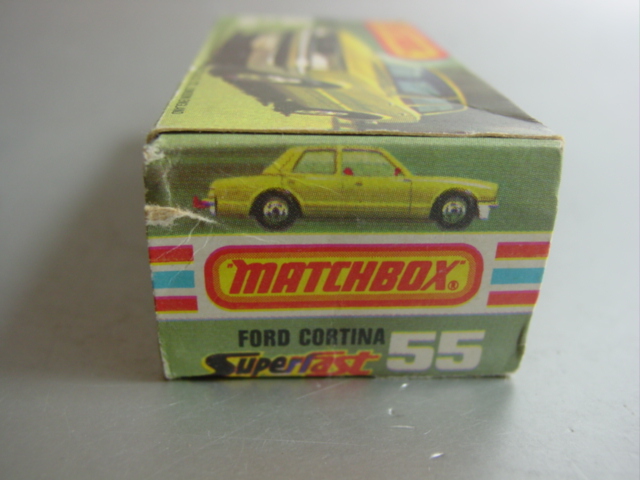 "MATCHBOX"®
FORD CORTINA
Superfast 55